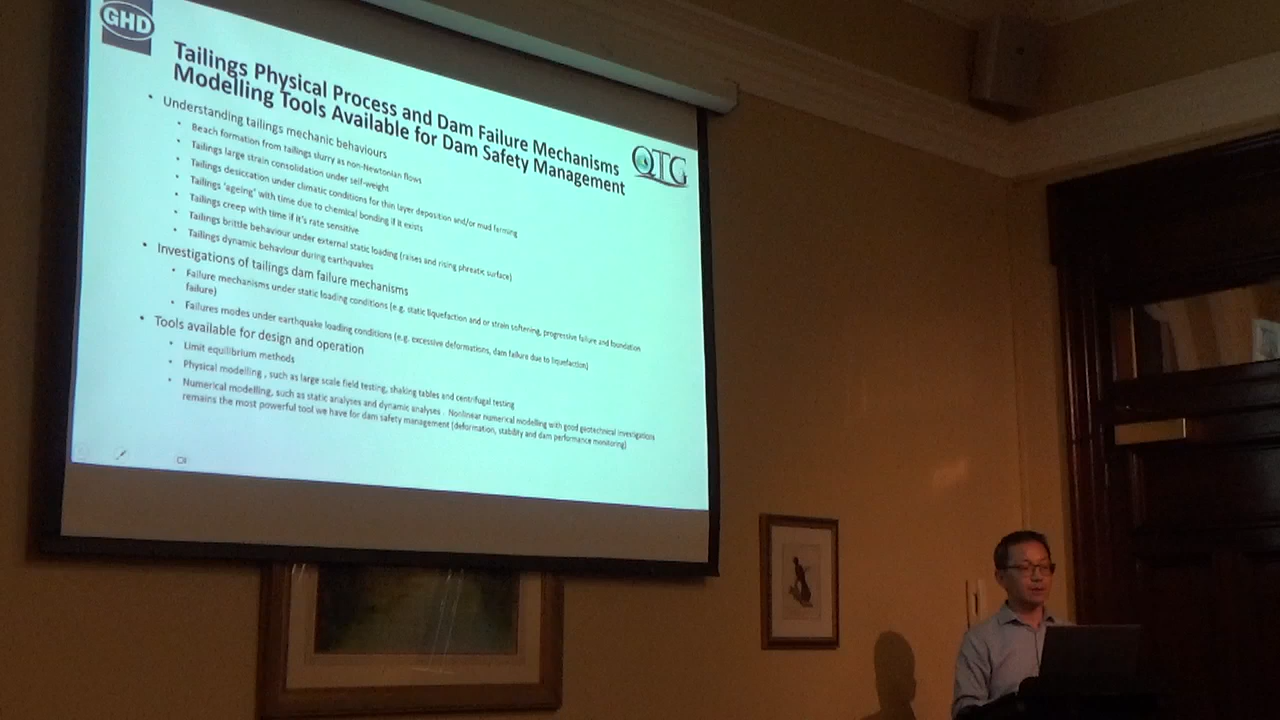 GHD
Tailings Physical Process and Dam Failure Mechanisms
Modelling Tools Available for Dam Safety Management
QTG
• Understanding tailings mechanic behaviours
• Beach formation from tailings slurry as non-Newtonian flows
• Tailings large strain consolidation under self-weight
• Tailings desiccation under climatic conditions for thin layer deposition and/or mud farming
• Tailings 'ageing' with time due to chemical bonding if it exists
• Tailings creep with time if it's rate sensitive
• Tailings brittle behaviour under external static loading (raises and rising phreatic surface)
• Tailings dynamic behaviour during earthquakes
• Investigations of tailings dam failure mechanisms
• Failure mechanisms under static loading conditions (e.g. static liquefaction and or strain softening, progressive failure and foundation
failure)
• Failures modes under earthquake loading conditions (e.g. excessive deformations, dam failure due to liquefaction)
• Tools available for design and operation
• Limit equilibrium methods
• Physical modelling , such as large scale field testing, shaking tables and centrifugal testing
• Numerical modelling, such as static analyses and dynamic analyses . Nonlinear numerical modelling with good geotechnical investigations
remains the most powerful tool we have for dam safety management (deformation, stability and dam performance monitoring)